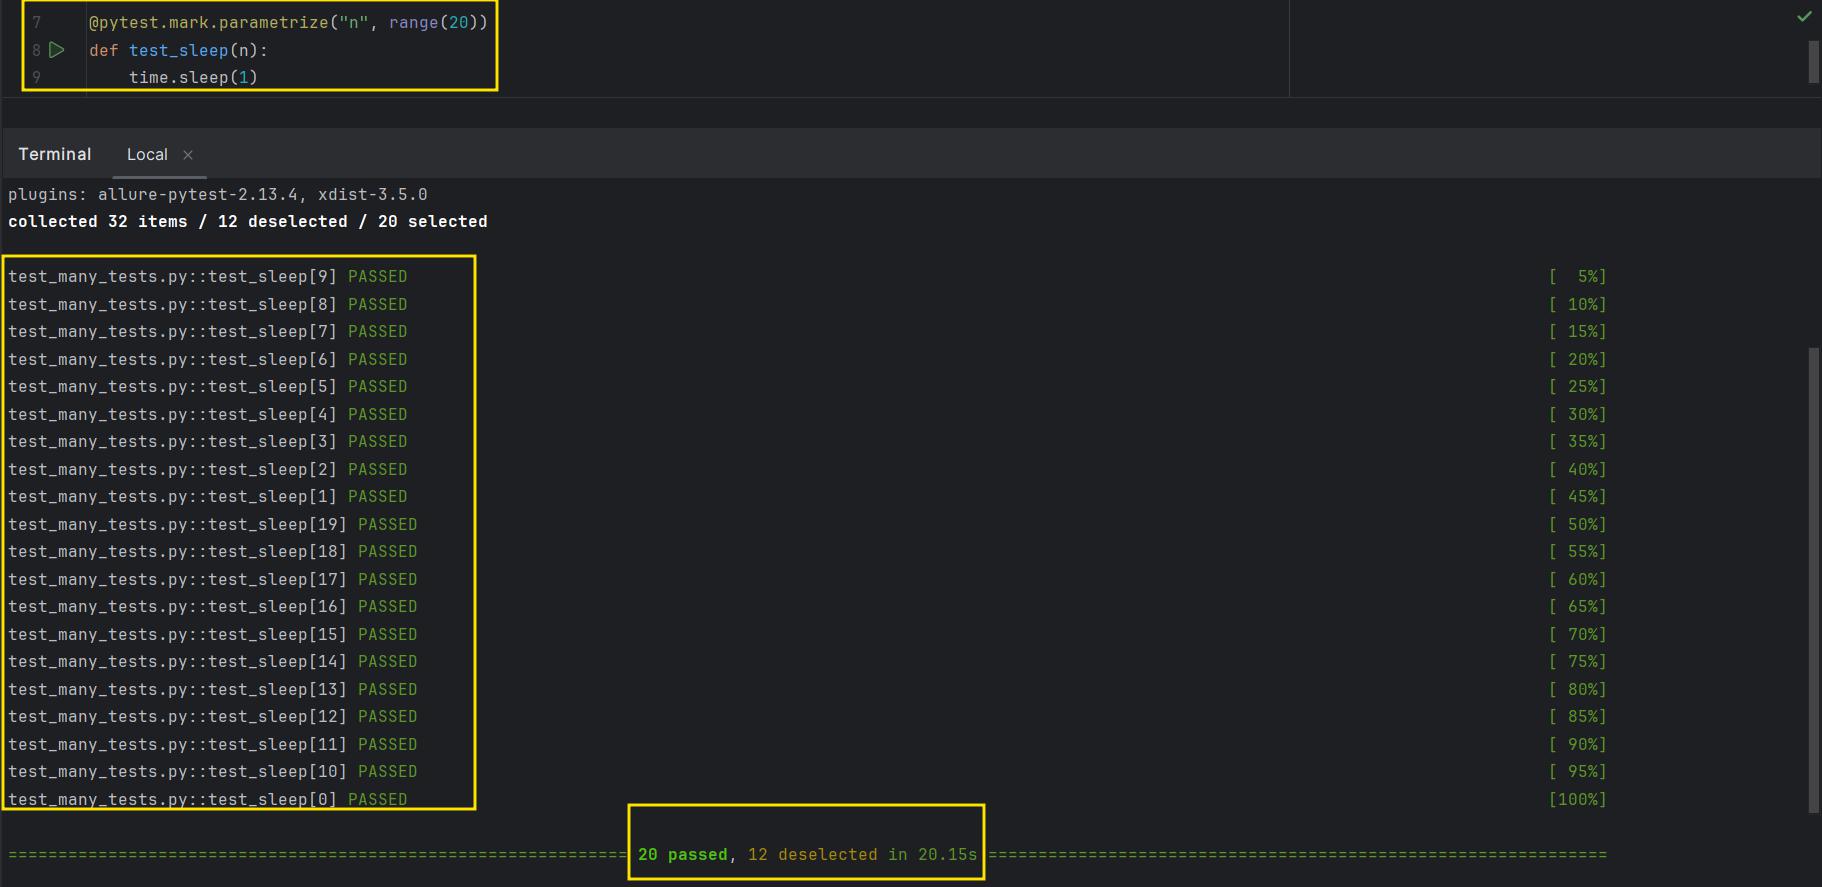 7 @pytest.mark.parametrize("n", range(20))
8 def test_sleep(n):
9 time.sleep(1)
Terminal Local ×
plugins: allure-pytest-2.13.4, xdist-3.5.0
collected 32 items / 12 deselected / 20 selected
test_many_tests.py::test_sleep[9] PASSED [  5%]
test_many_tests.py::test_sleep[8] PASSED [ 10%]
test_many_tests.py::test_sleep[7] PASSED [ 15%]
test_many_tests.py::test_sleep[6] PASSED [ 20%]
test_many_tests.py::test_sleep[5] PASSED [ 25%]
test_many_tests.py::test_sleep[4] PASSED [ 30%]
test_many_tests.py::test_sleep[3] PASSED [ 35%]
test_many_tests.py::test_sleep[2] PASSED [ 40%]
test_many_tests.py::test_sleep[1] PASSED [ 45%]
test_many_tests.py::test_sleep[19] PASSED [ 50%]
test_many_tests.py::test_sleep[18] PASSED [ 55%]
test_many_tests.py::test_sleep[17] PASSED [ 60%]
test_many_tests.py::test_sleep[16] PASSED [ 65%]
test_many_tests.py::test_sleep[15] PASSED [ 70%]
test_many_tests.py::test_sleep[14] PASSED [ 75%]
test_many_tests.py::test_sleep[13] PASSED [ 80%]
test_many_tests.py::test_sleep[12] PASSED [ 85%]
test_many_tests.py::test_sleep[11] PASSED [ 90%]
test_many_tests.py::test_sleep[10] PASSED [ 95%]
test_many_tests.py::test_sleep[0] PASSED [100%]
============================================================== 20 passed, 12 deselected in 20.15s ==============================================================